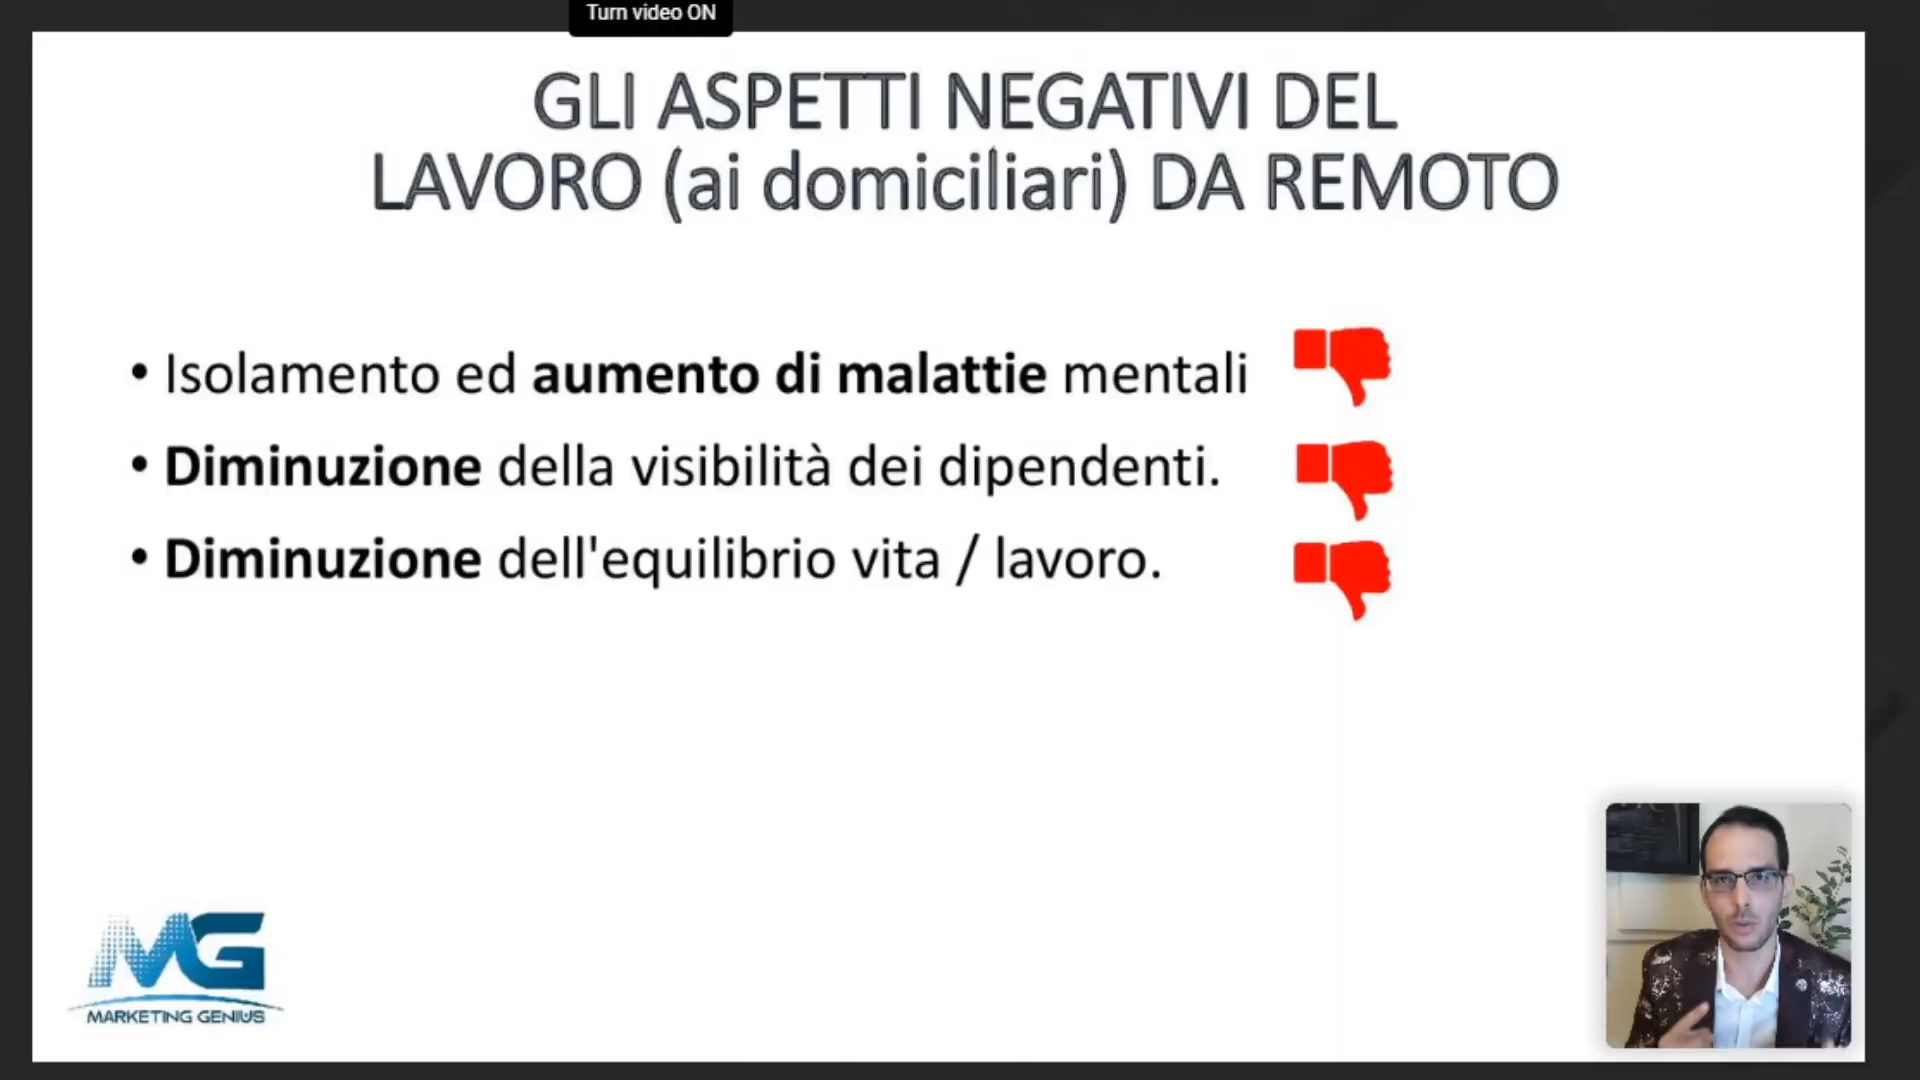 Turn video ON
GLI ASPETTI NEGATIVI DEL
LAVORO (ai domiciliari) DA REMOTO
• Isolamento ed aumento di malattie mentali
• Diminuzione della visibilità dei dipendenti.
• Diminuzione dell'equilibrio vita / lavoro.
MG
MARKETING GENIUS